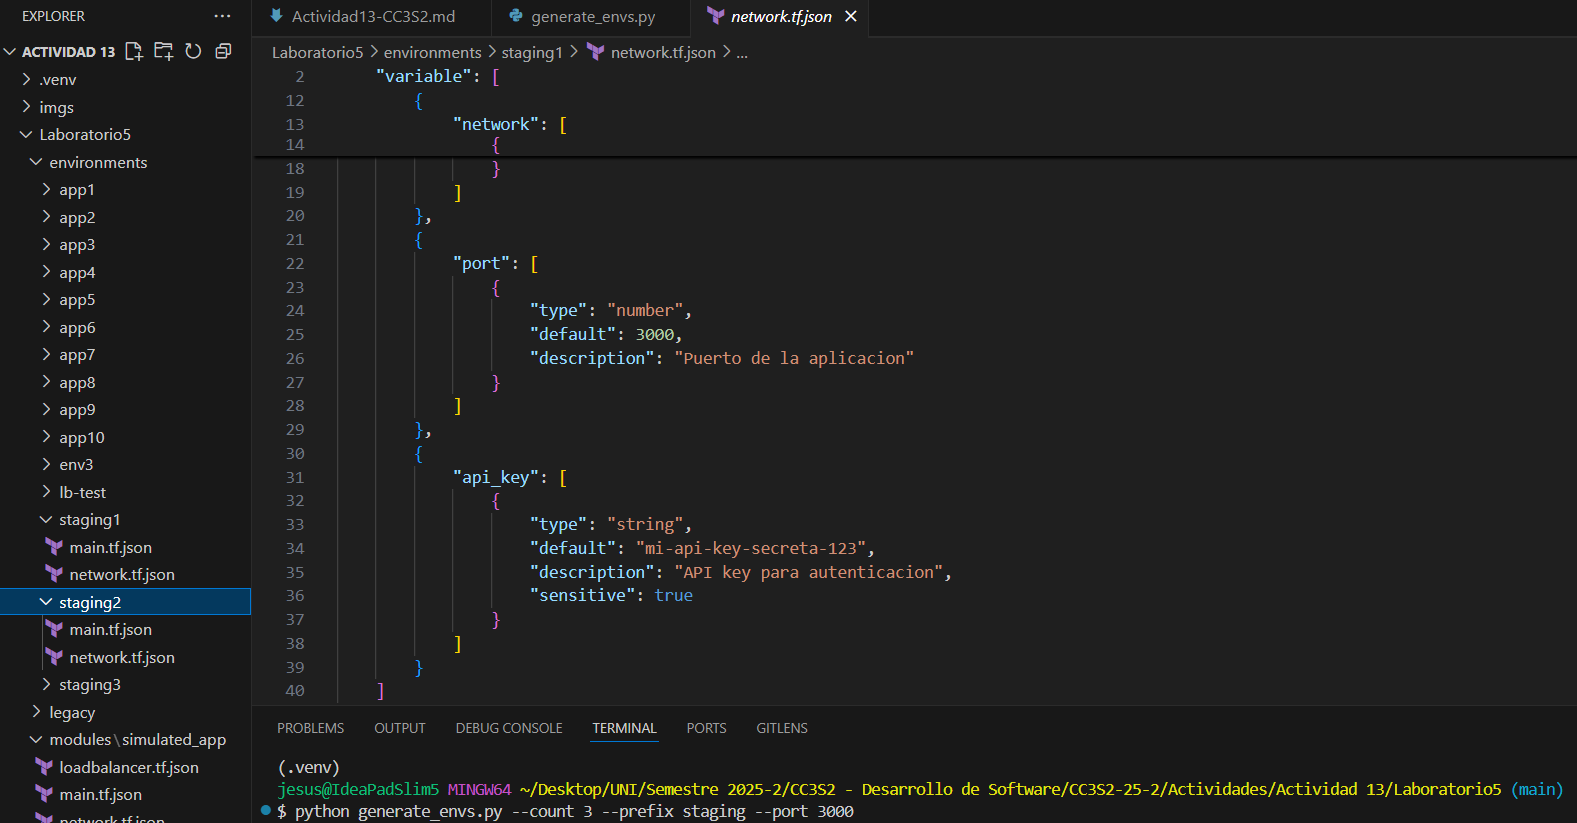 EXPLORER
ACTIVIDAD 13
.venv
imgs
Laboratorio5
environments
app1
app2
app3
app4
app5
app6
app7
app8
app9
app10
env3
lb-test
staging1
main.tf.json
network.tf.json
staging2
main.tf.json
network.tf.json
staging3
legacy
modules\simulated_app
loadbalancer.tf.json
main.tf.json
network.tf.json
Actividad13-CC3S2.md
generate_envs.py
network.tf.json
Laboratorio5 > environments > staging1 > network.tf.json > ...
2 "variable": [
12 {
13 "network": [
14 {
18 }
19 ]
20 },
21 {
22 "port": [
23 {
24 "type": "number",
25 "default": 3000,
26 "description": "Puerto de la aplicacion"
27 }
28 ]
29 },
30 {
31 "api_key": [
32 {
33 "type": "string",
34 "default": "mi-api-key-secreta-123",
35 "description": "API key para autenticacion",
36 "sensitive": true
37 }
38 ]
39 }
40 ]
PROBLEMS OUTPUT DEBUG CONSOLE TERMINAL PORTS GITLENS
(.venv)
jesus@IdeaPadSlim5 MINGW64 ~/Desktop/UNI/Semestre 2025-2/CC3S2 - Desarrollo de Software/CC3S2-25-2/Actividades/Actividad 13/Laboratorio5 (main)
$ python generate_envs.py --count 3 --prefix staging --port 3000